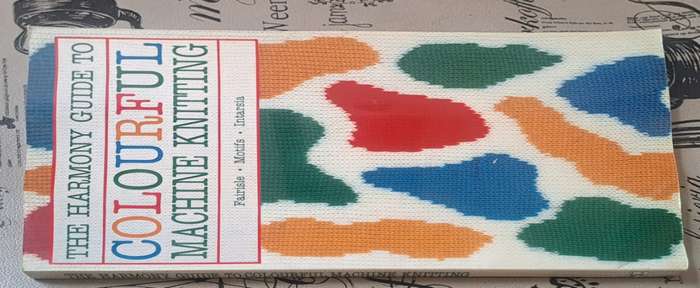 THE HARMONY GUIDE TO
COLOURFUL
MACHINE KNITTING
Fairisle • Motifs • Intarsia
THE HARMONY GUIDE TO COLOURFUL MACHINE KNITTING